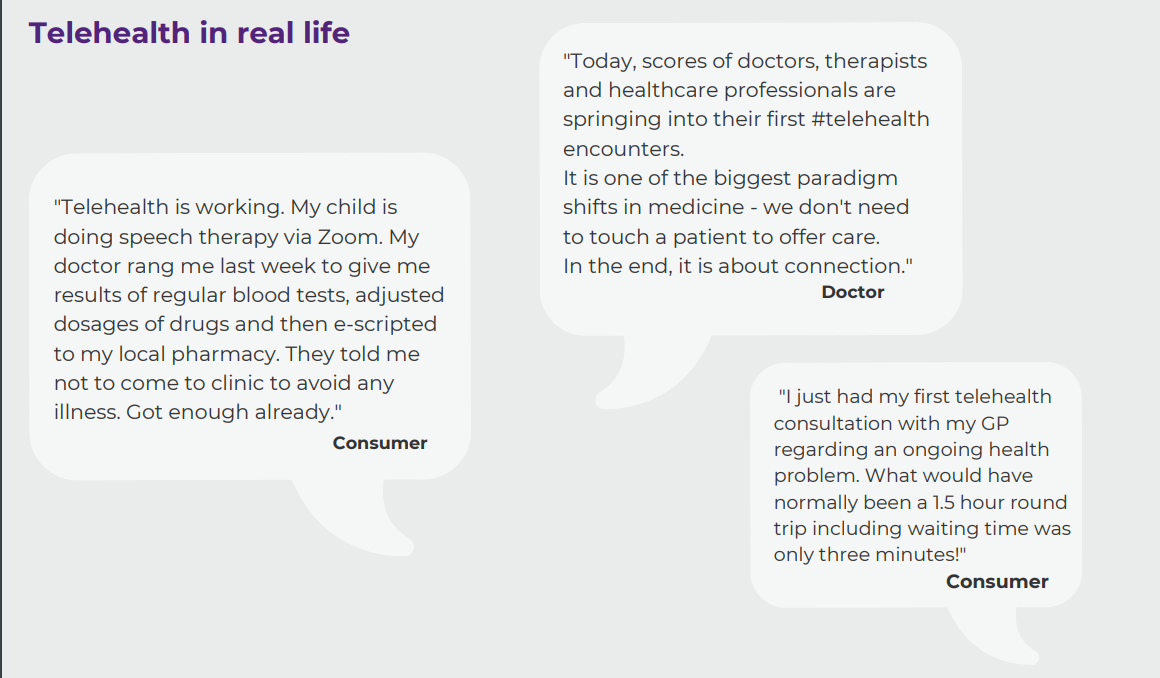 Telehealth in real life
"Today, scores of doctors, therapists
and healthcare professionals are
springing into their first #telehealth
encounters.
It is one of the biggest paradigm
shifts in medicine - we don't need
to touch a patient to offer care.
In the end, it is about connection."
Doctor
"Telehealth is working. My child is
doing speech therapy via Zoom. My
doctor rang me last week to give me
results of regular blood tests, adjusted
dosages of drugs and then e-scripted
to my local pharmacy. They told me
not to come to clinic to avoid any
illness. Got enough already."
Consumer
"I just had my first telehealth
consultation with my GP
regarding an ongoing health
problem. What would have
normally been a 1.5 hour round
trip including waiting time was
only three minutes!"
Consumer